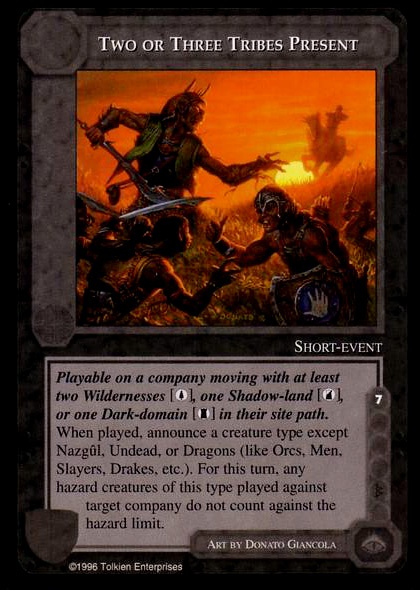 TWO OR THREE TRIBES PRESENT
DONATO
SHORT-EVENT
Playable on a company moving with at least
two Wildernesses [ ], one Shadow-land [ ],
or one Dark-domain [ ] in their site path.
When played, announce a creature type except
Nazgûl, Undead, or Dragons (like Orcs, Men,
Slayers, Drakes, etc.). For this turn, any
hazard creatures of this type played against
target company do not count against the
hazard limit.
7
ART BY DONATO GIANCOLA
©1996 Tolkien Enterprises